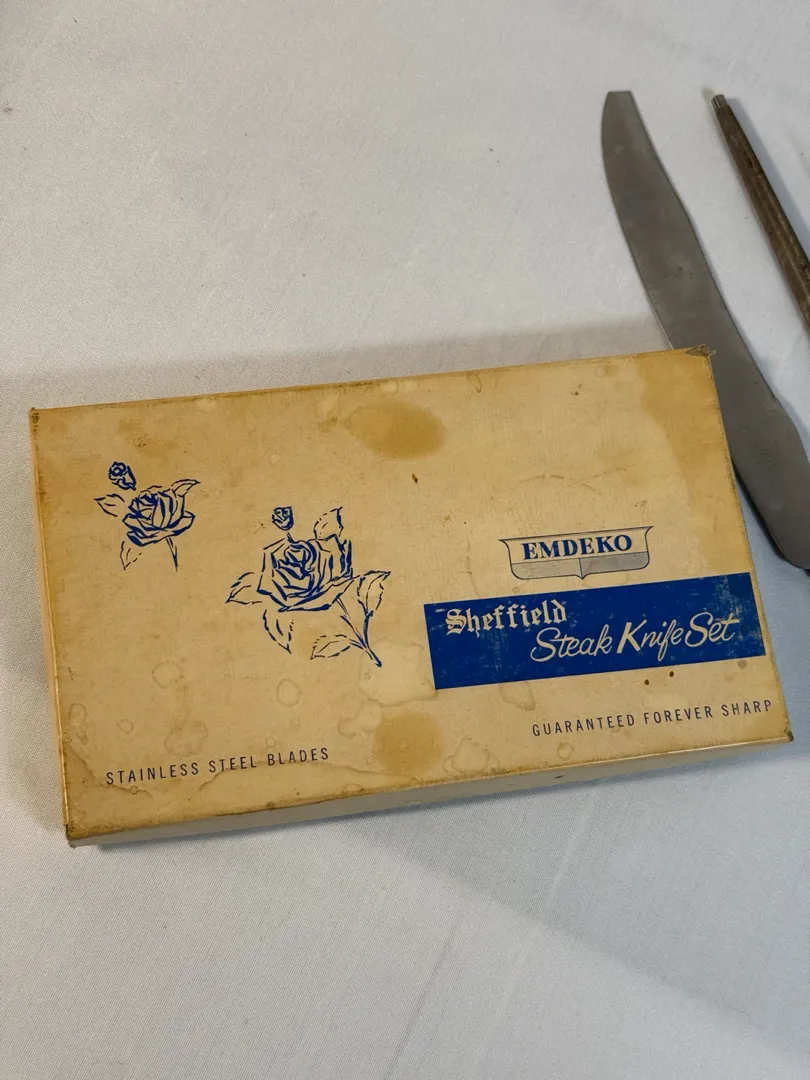 EMDEKO
Sheffield
Steak Knife Set
GUARANTEED FOREVER SHARP
STAINLESS STEEL BLADES